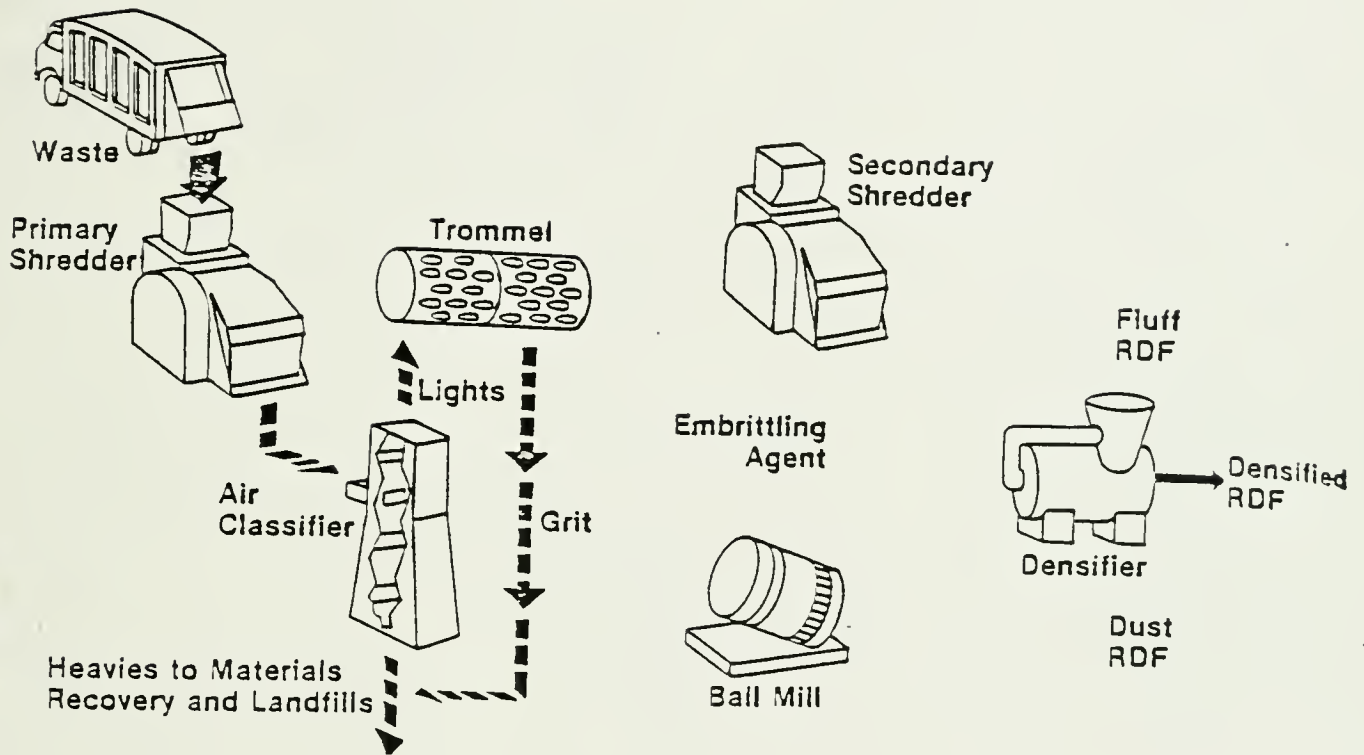 Waste
Primary
Shredder
Trommel
Secondary
Shredder
Fluff
RDF
Lights
Embrittling
Agent
Air
Classifier
Grit
Densified
RDF
Densifier
Heavies to Materials
Recovery and Landfills
Ball Mill
Dust
RDF